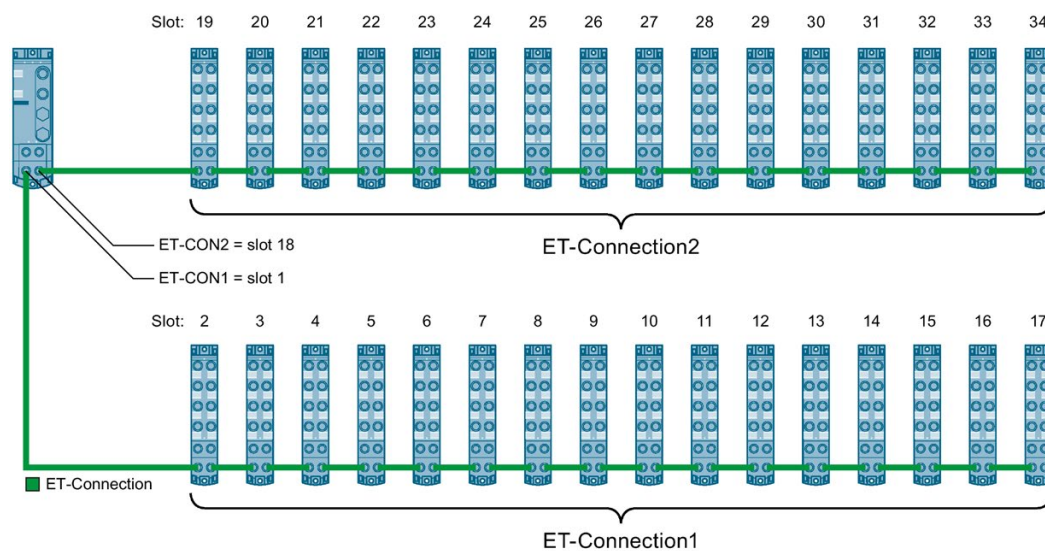 Slot: 19 20 21 22 23 24 25 26 27 28 29 30 31 32 33 34
ET-CON2 = slot 18
ET-Connection2
ET-CON1 = slot 1
Slot: 2 3 4 5 6 7 8 9 10 11 12 13 14 15 16 17
ET-Connection
ET-Connection1